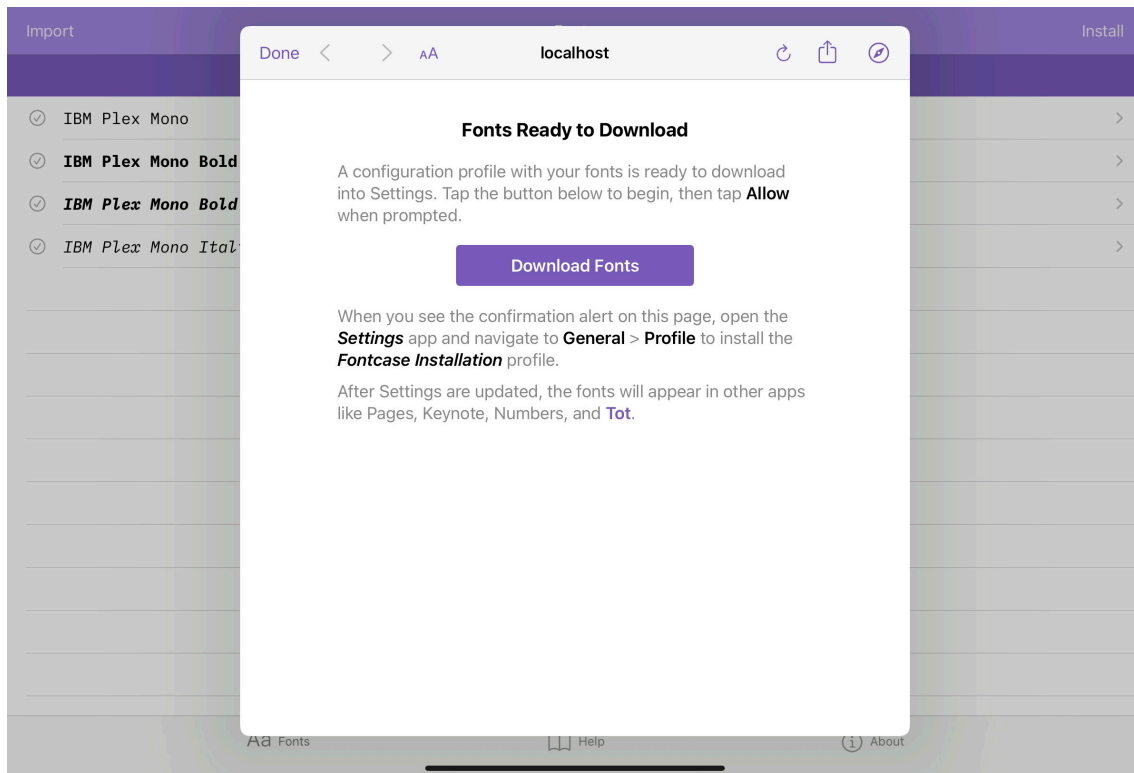 Import
Install
Done
AA
localhost
IBM Plex Mono
IBM Plex Mono Bold
IBM Plex Mono Bold
IBM Plex Mono
Fonts Ready to Download
A configuration profile with your fonts is ready to download
into Settings. Tap the button below to begin, then tap Allow
when prompted.
Download Fonts
When you see the confirmation alert on this page, open the
Settings app and navigate to General > Profile to install the
Fontcase Installation profile.
After Settings are updated, the fonts will appear in other apps
like Pages, Keynote, Numbers, and Tot.
Aa Fonts
Help
About